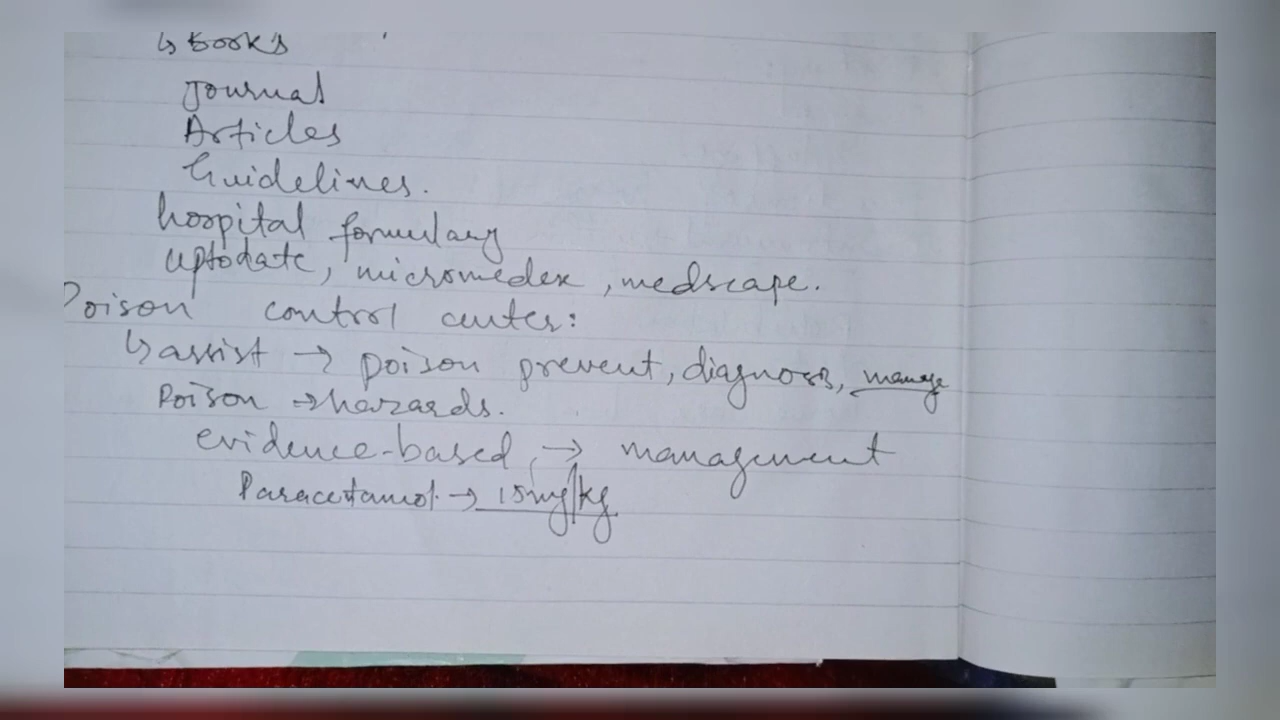 ↳ Books
Journal
Articles
Guidelines.
hospital formulary
uptodate, micromedex, medscape.
Poison control center:
↳ assist → poison prevent, diagnosis, manage
Poison → hazards.
evidence-based, → management
Paracetamol. → 15mg/kg